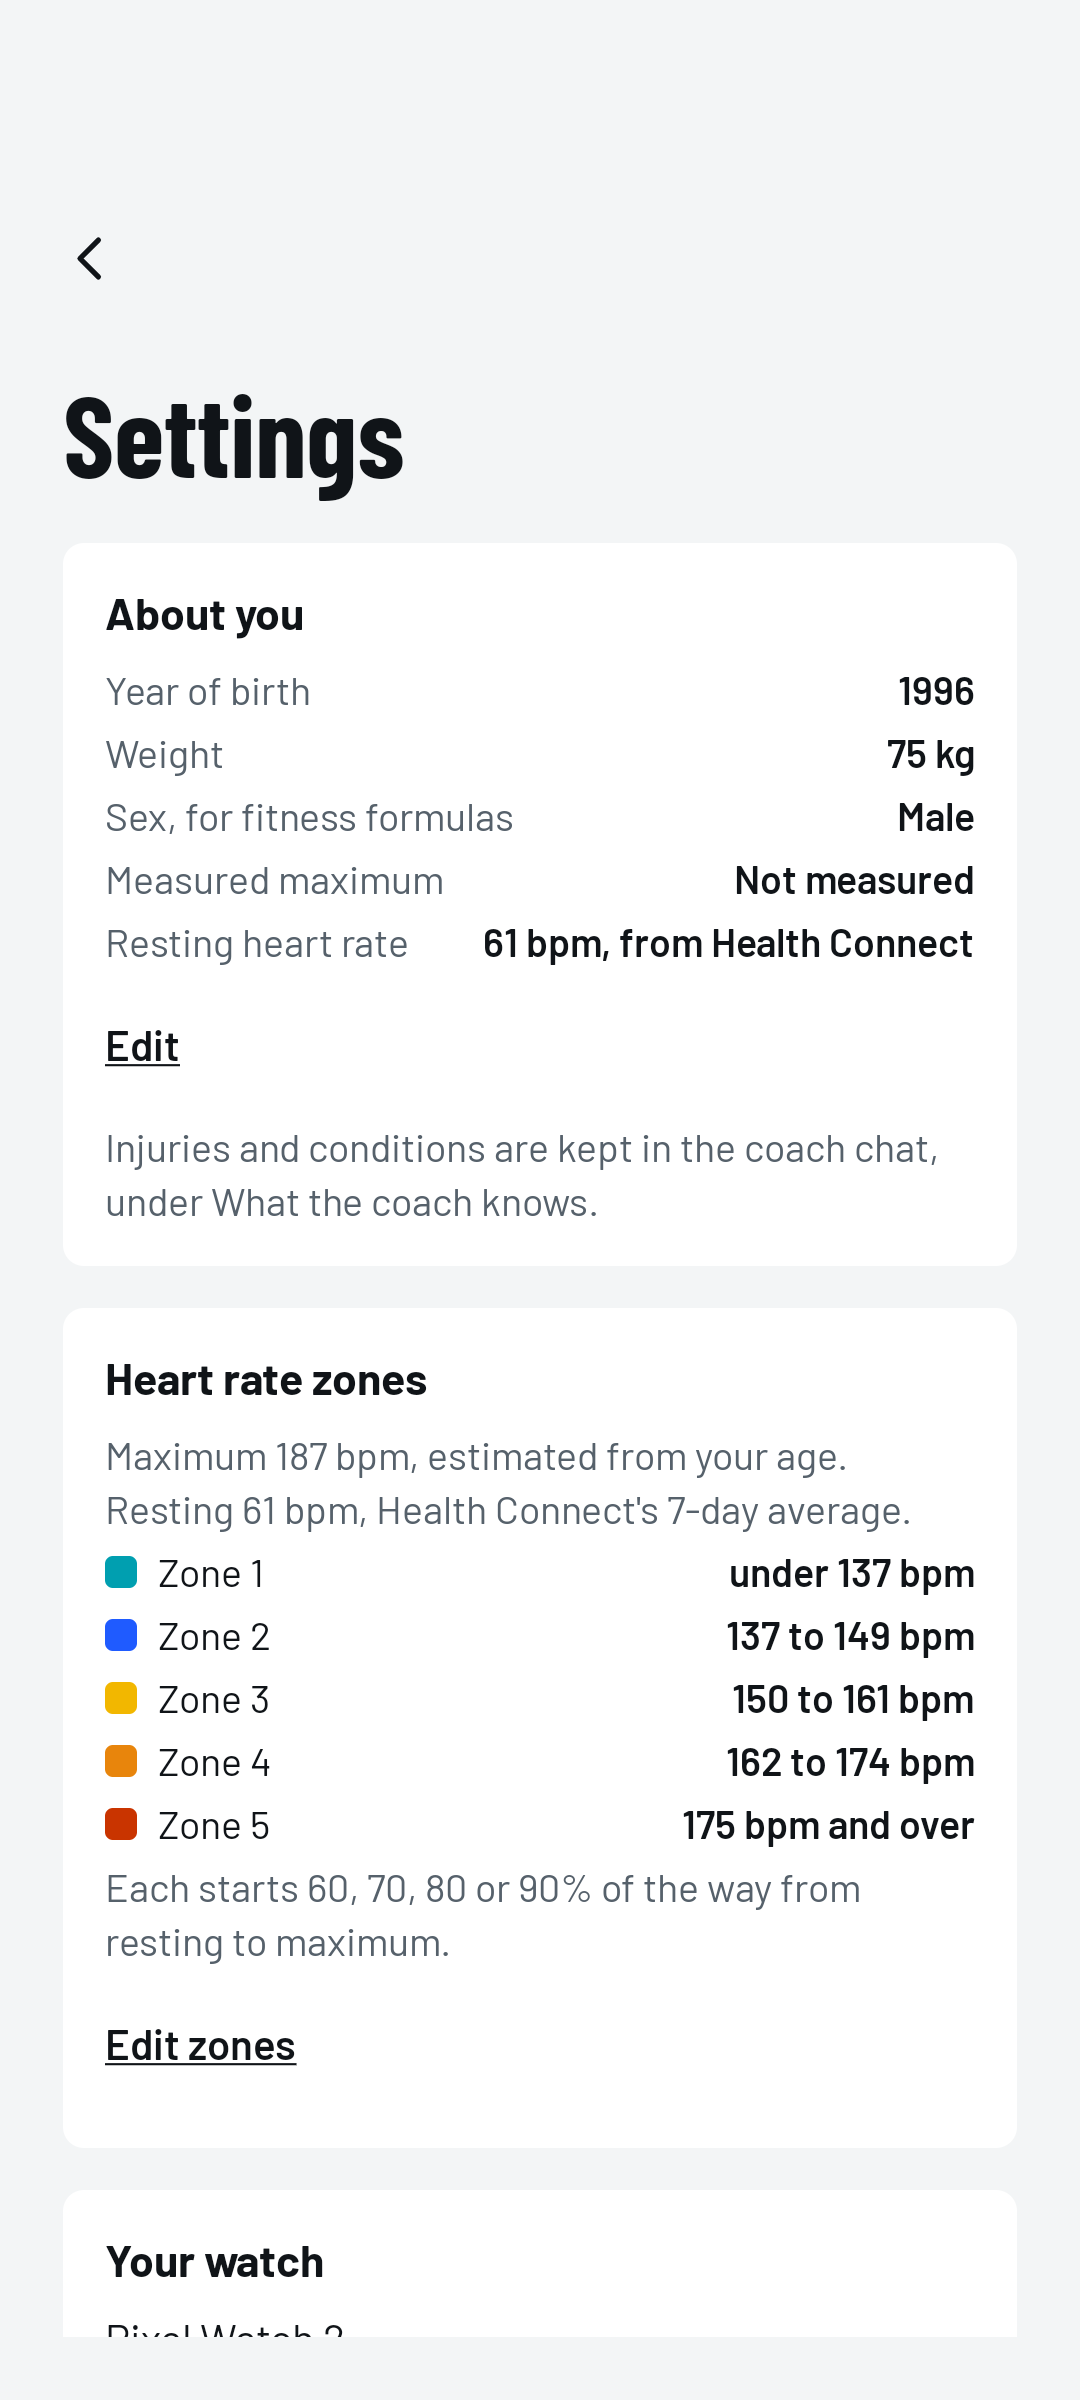 Settings
About you
Year of birth 1996
Weight 75 kg
Sex, for fitness formulas Male
Measured maximum Not measured
Resting heart rate 61 bpm, from Health Connect
Edit
Injuries and conditions are kept in the coach chat,
under What the coach knows.
Heart rate zones
Maximum 187 bpm, estimated from your age.
Resting 61 bpm, Health Connect's 7-day average.
Zone 1 under 137 bpm
Zone 2 137 to 149 bpm
Zone 3 150 to 161 bpm
Zone 4 162 to 174 bpm
Zone 5 175 bpm and over
Each starts 60, 70, 80 or 90% of the way from
resting to maximum.
Edit zones
Your watch
Pixel Watch